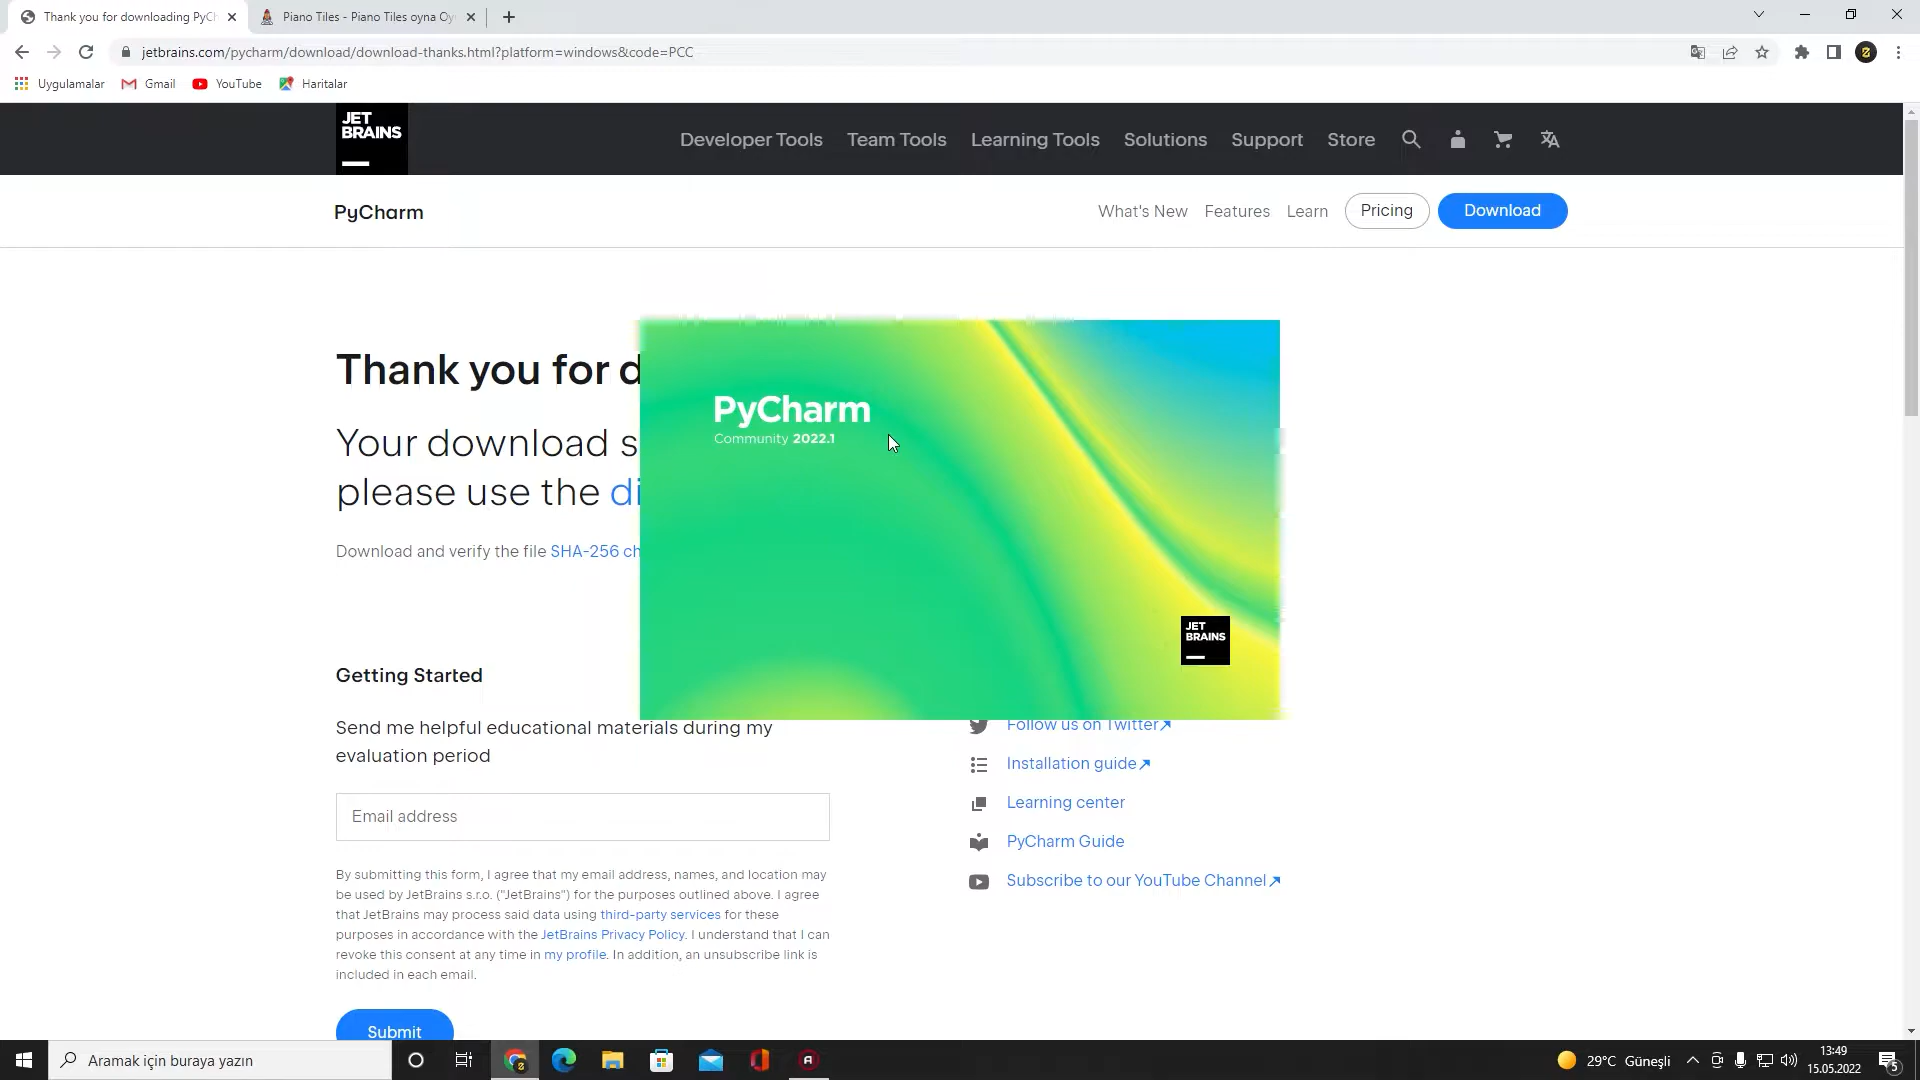 Thank you for downloading PyCh
Piano Tiles - Piano Tiles oyna Oy
jetbrains.com/pycharm/download/download-thanks.html?platform=windows&code=PCC
Uygulamalar
Gmail
YouTube
Haritalar
JET
BRAINS
Developer Tools
Team Tools
Learning Tools
Solutions
Support
Store
PyCharm
What's New
Features
Learn
Pricing
Download
Thank you for d
Your download s
please use the di
Download and verify the file SHA-256 ch
PyCharm
Community 2022.1
JET
BRAINS
Getting Started
Send me helpful educational materials during my
evaluation period
Email address
By submitting this form, I agree that my email address, names, and location may
be used by JetBrains s.r.o. ("JetBrains") for the purposes outlined above. I agree
that JetBrains may process said data using third-party services for these
purposes in accordance with the JetBrains Privacy Policy. I understand that I can
revoke this consent at any time in my profile. In addition, an unsubscribe link is
included in each email.
Submit
Follow us on Twitter↗
Installation guide↗
Learning center
PyCharm Guide
Subscribe to our YouTube Channel↗
Aramak için buraya yazın
29°C Güneşli
13:49
15.05.2022
5